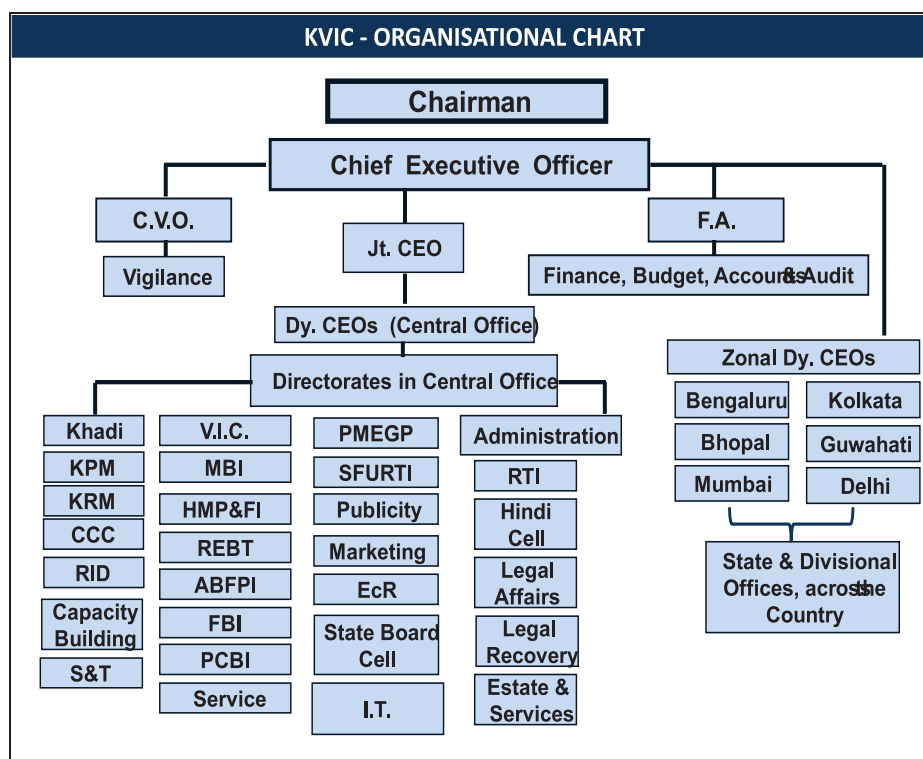 KVIC - ORGANISATIONAL CHART
Chairman
Chief Executive Officer
C.V.O.
Vigilance
Jt. CEO
F.A.
Finance, Budget, Accounts & Audit
Dy. CEOs (Central Office)
Directorates in Central Office
Khadi
KPM
KRM
CCC
RID
Capacity
Building
S&T
V.I.C.
MBI
HMP&FI
REBT
ABFPI
FBI
PCBI
Service
PMEGP
SFURTI
Publicity
Marketing
EcR
State Board
Cell
I.T.
Administration
RTI
Hindi
Cell
Legal
Affairs
Legal
Recovery
Estate &
Services
Zonal Dy. CEOs
Bengaluru
Bhopal
Mumbai
Kolkata
Guwahati
Delhi
State & Divisional
Offices, across the
Country